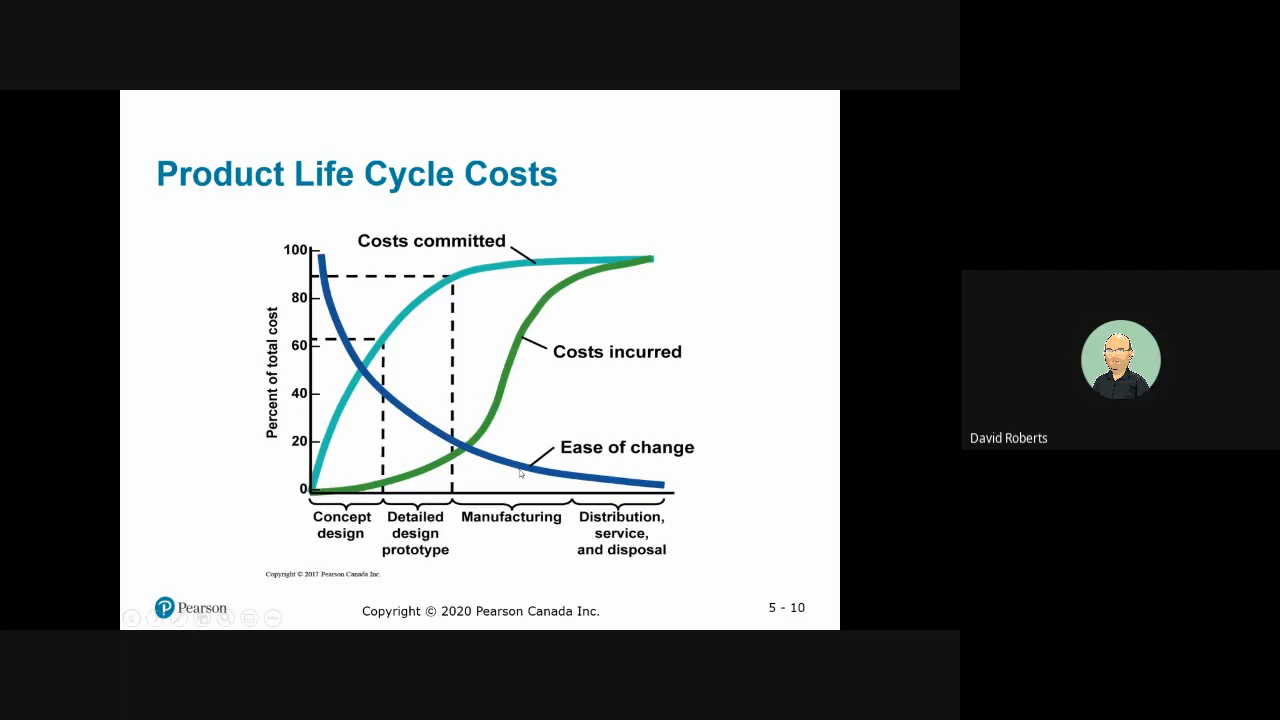 Product Life Cycle Costs
Costs committed
100
80
60
40
20
0
Percent of total cost
Costs incurred
Ease of change
Concept
design
Detailed
design
prototype
Manufacturing
Distribution,
service,
and disposal
Copyright © 2017 Pearson Canada Inc.
P Pearson
Copyright © 2020 Pearson Canada Inc.
5 - 10
David Roberts